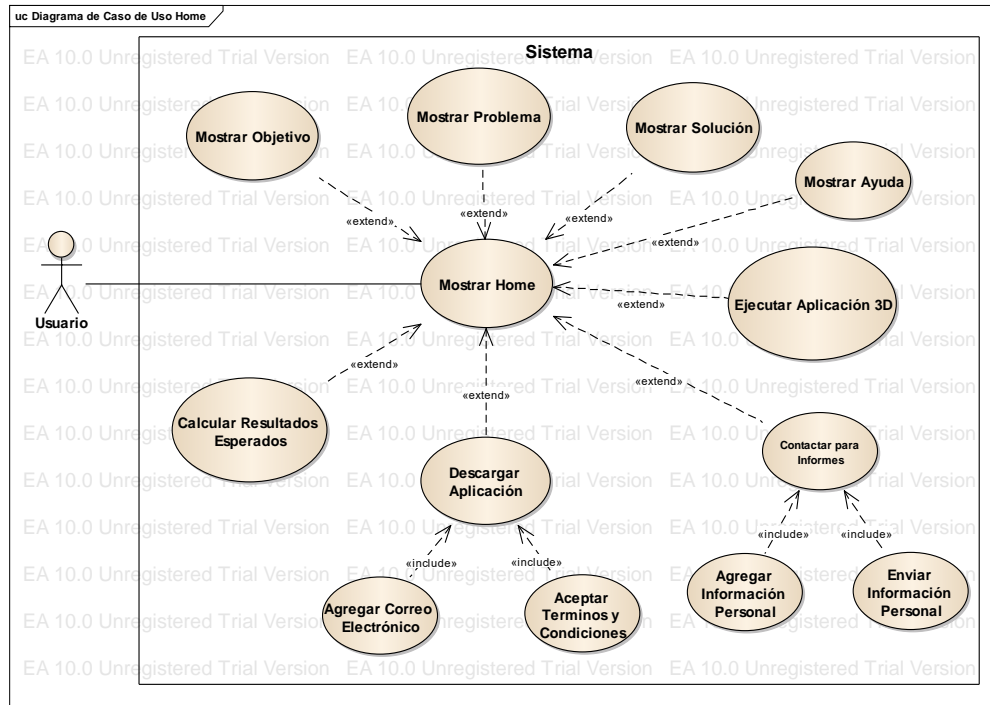 uc Diagrama de Caso de Uso Home
Sistema
EA 10.0 Unregistered Trial Version
Mostrar Objetivo
Mostrar Problema
Mostrar Solución
Mostrar Ayuda
«extend»
«extend»
«extend»
«extend»
Usuario
Mostrar Home
Ejecutar Aplicación 3D
«extend»
«extend»
«extend»
«extend»
Calcular Resultados
Esperados
Descargar
Aplicación
Contactar para
Informes
«include»
«include»
«include»
«include»
Agregar Correo
Electrónico
Aceptar
Terminos y
Condiciones
Agregar
Información
Personal
Enviar
Información
Personal